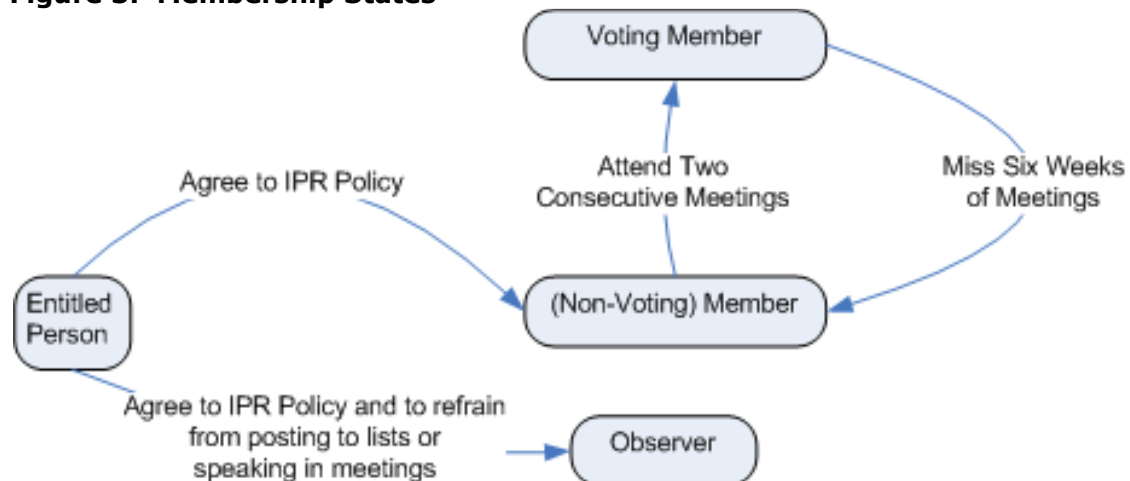 Voting Member
Attend Two
Consecutive Meetings
Miss Six Weeks
of Meetings
Agree to IPR Policy
Entitled
Person
(Non-Voting) Member
Agree to IPR Policy and to refrain
from posting to lists or
speaking in meetings
Observer